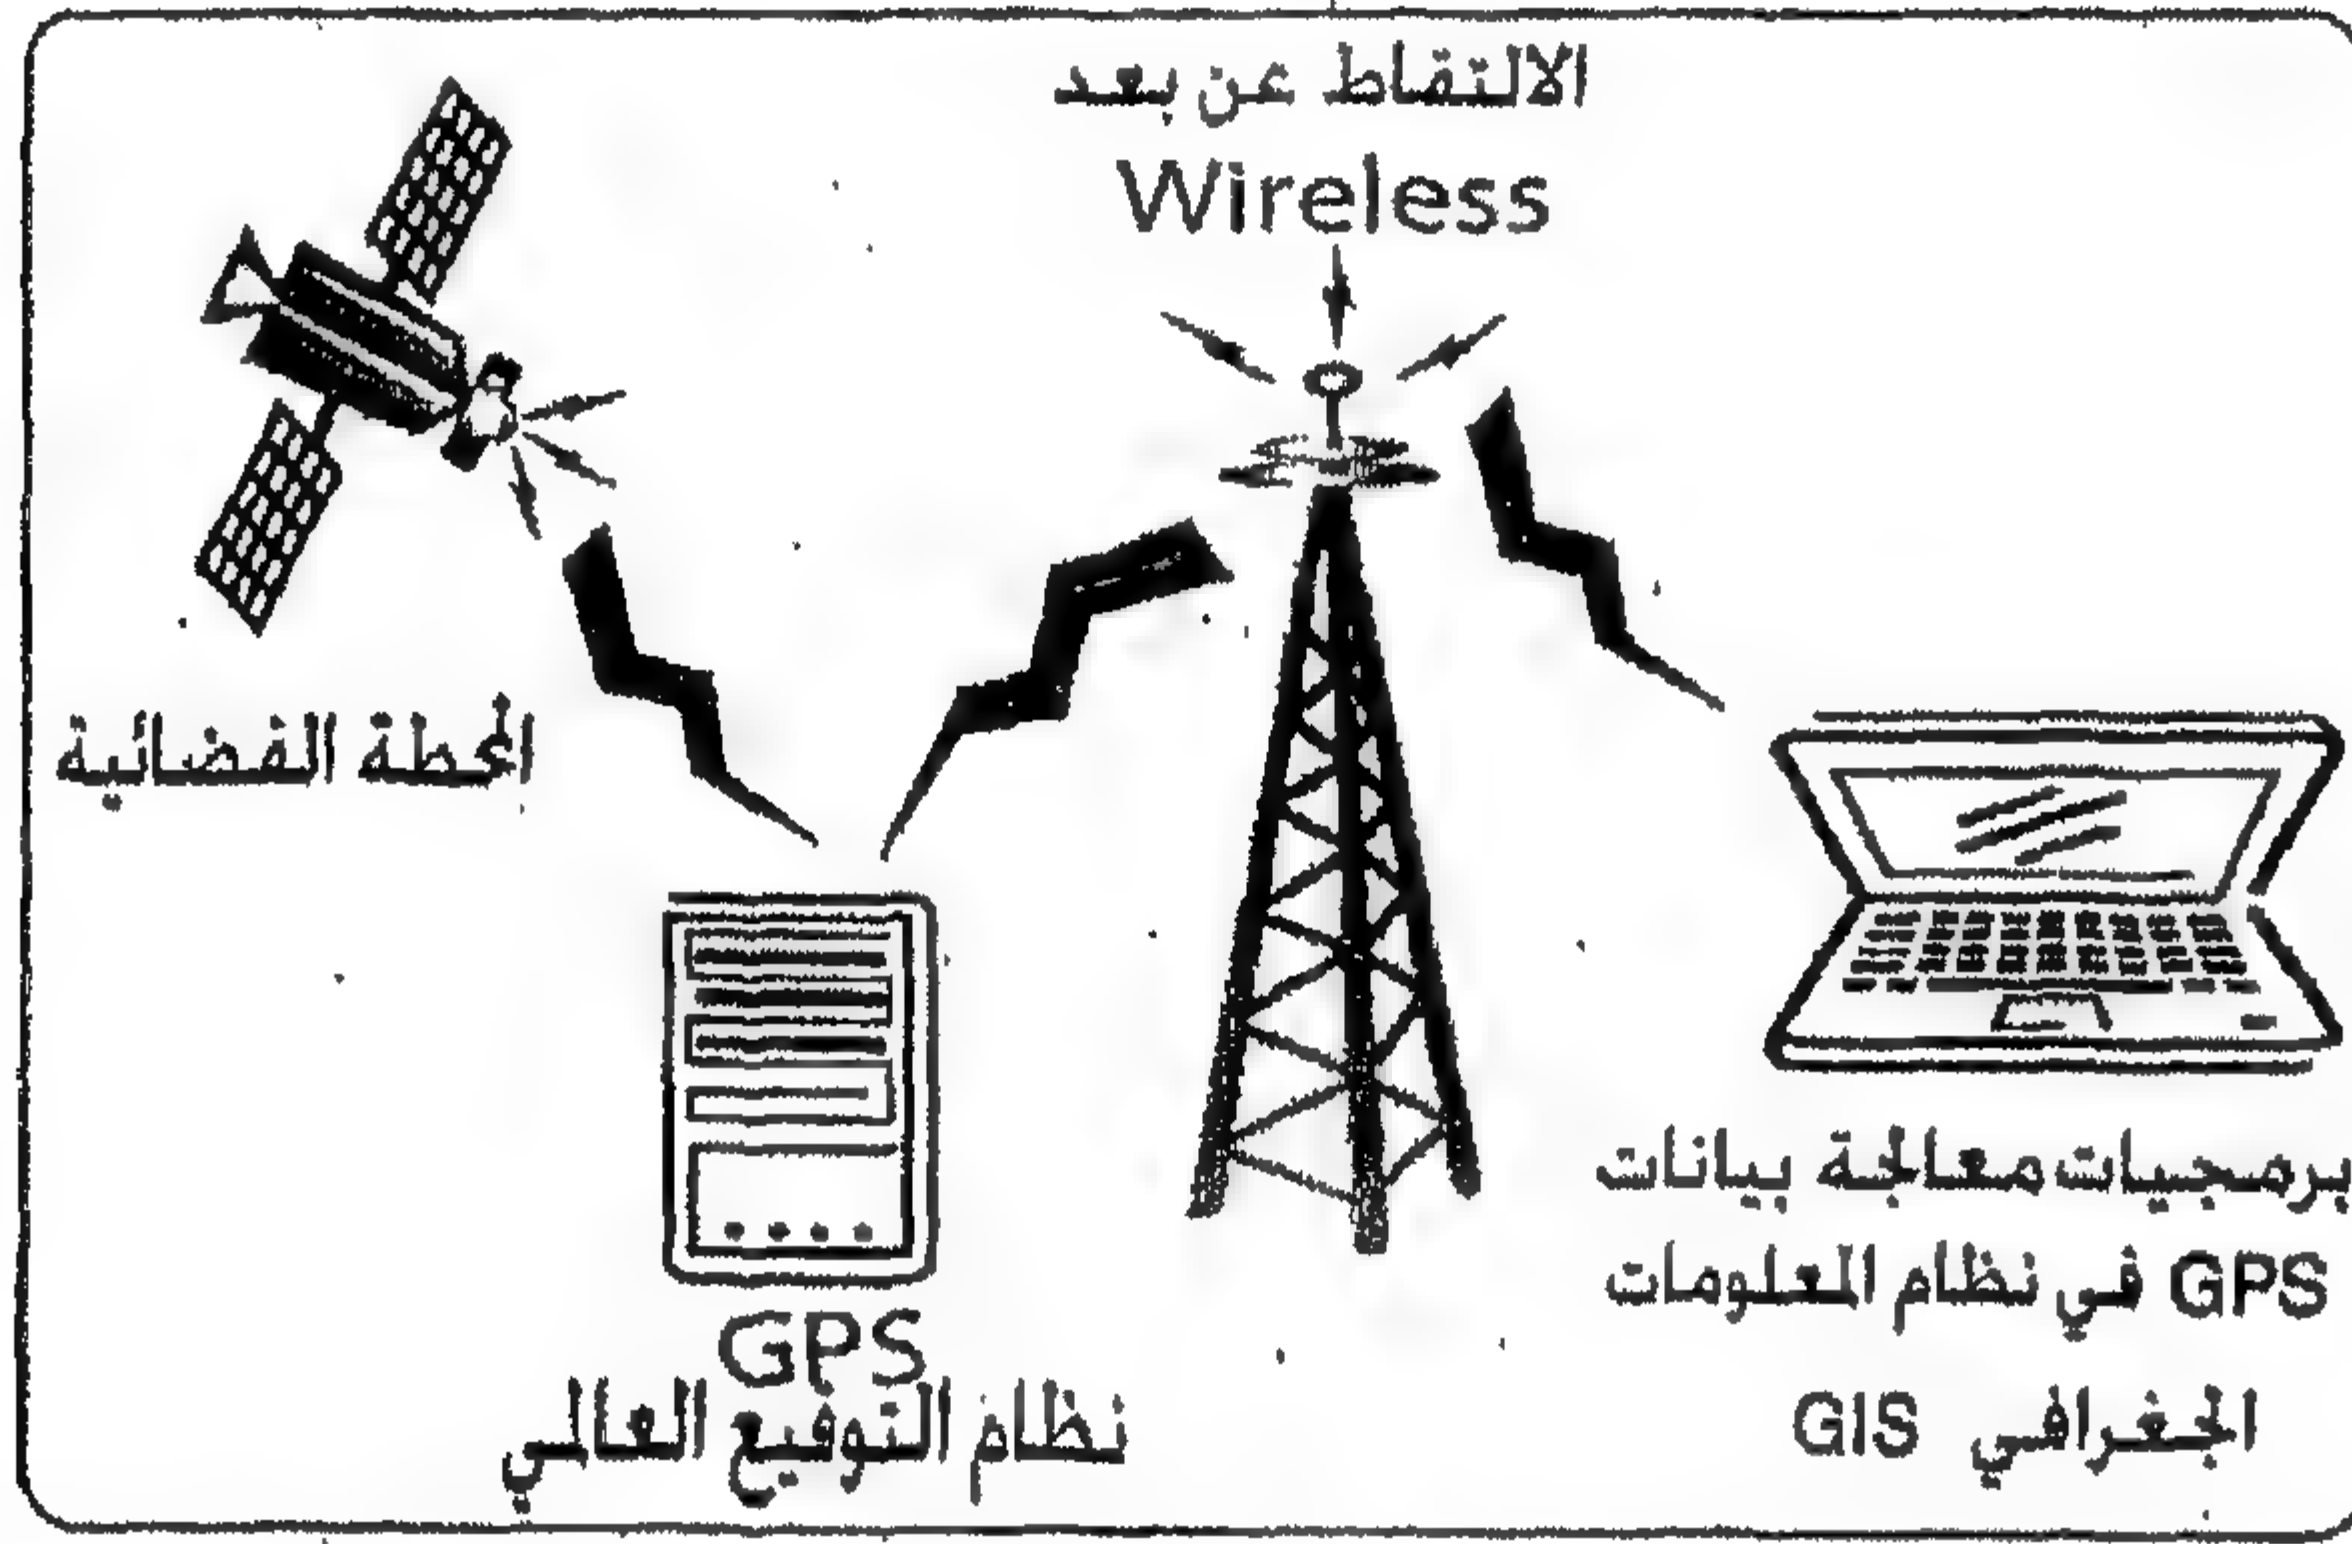 الالتقاط عن بعد
Wireless
المحطة الفضائية
GPS
نظام التوقيع العالمي
برمجيات معالجة بيانات
GPS في نظام المعلومات
الجغرافي GIS